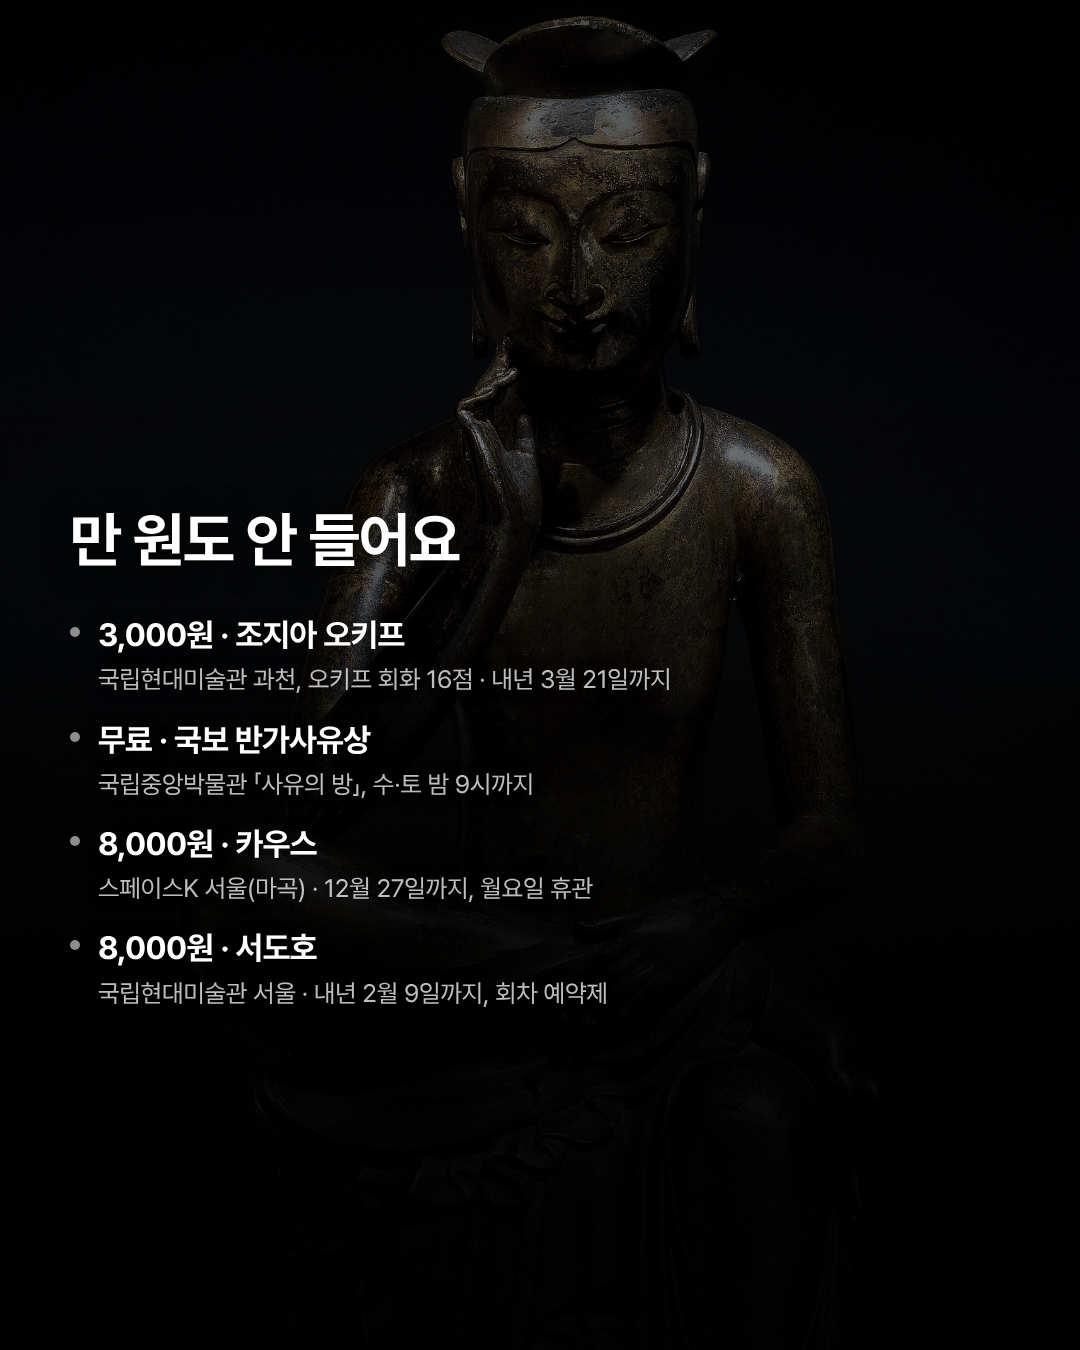 만 원도 안 들어요
3,000원 · 조지아 오키프
국립현대미술관 과천, 오키프 회화 16점 · 내년 3월 21일까지
무료 · 국보 반가사유상
국립중앙박물관 「사유의 방」, 수·토 밤 9시까지
8,000원 · 카우스
스페이스K 서울(마곡) · 12월 27일까지, 월요일 휴관
8,000원 · 서도호
국립현대미술관 서울 · 내년 2월 9일까지, 회차 예약제